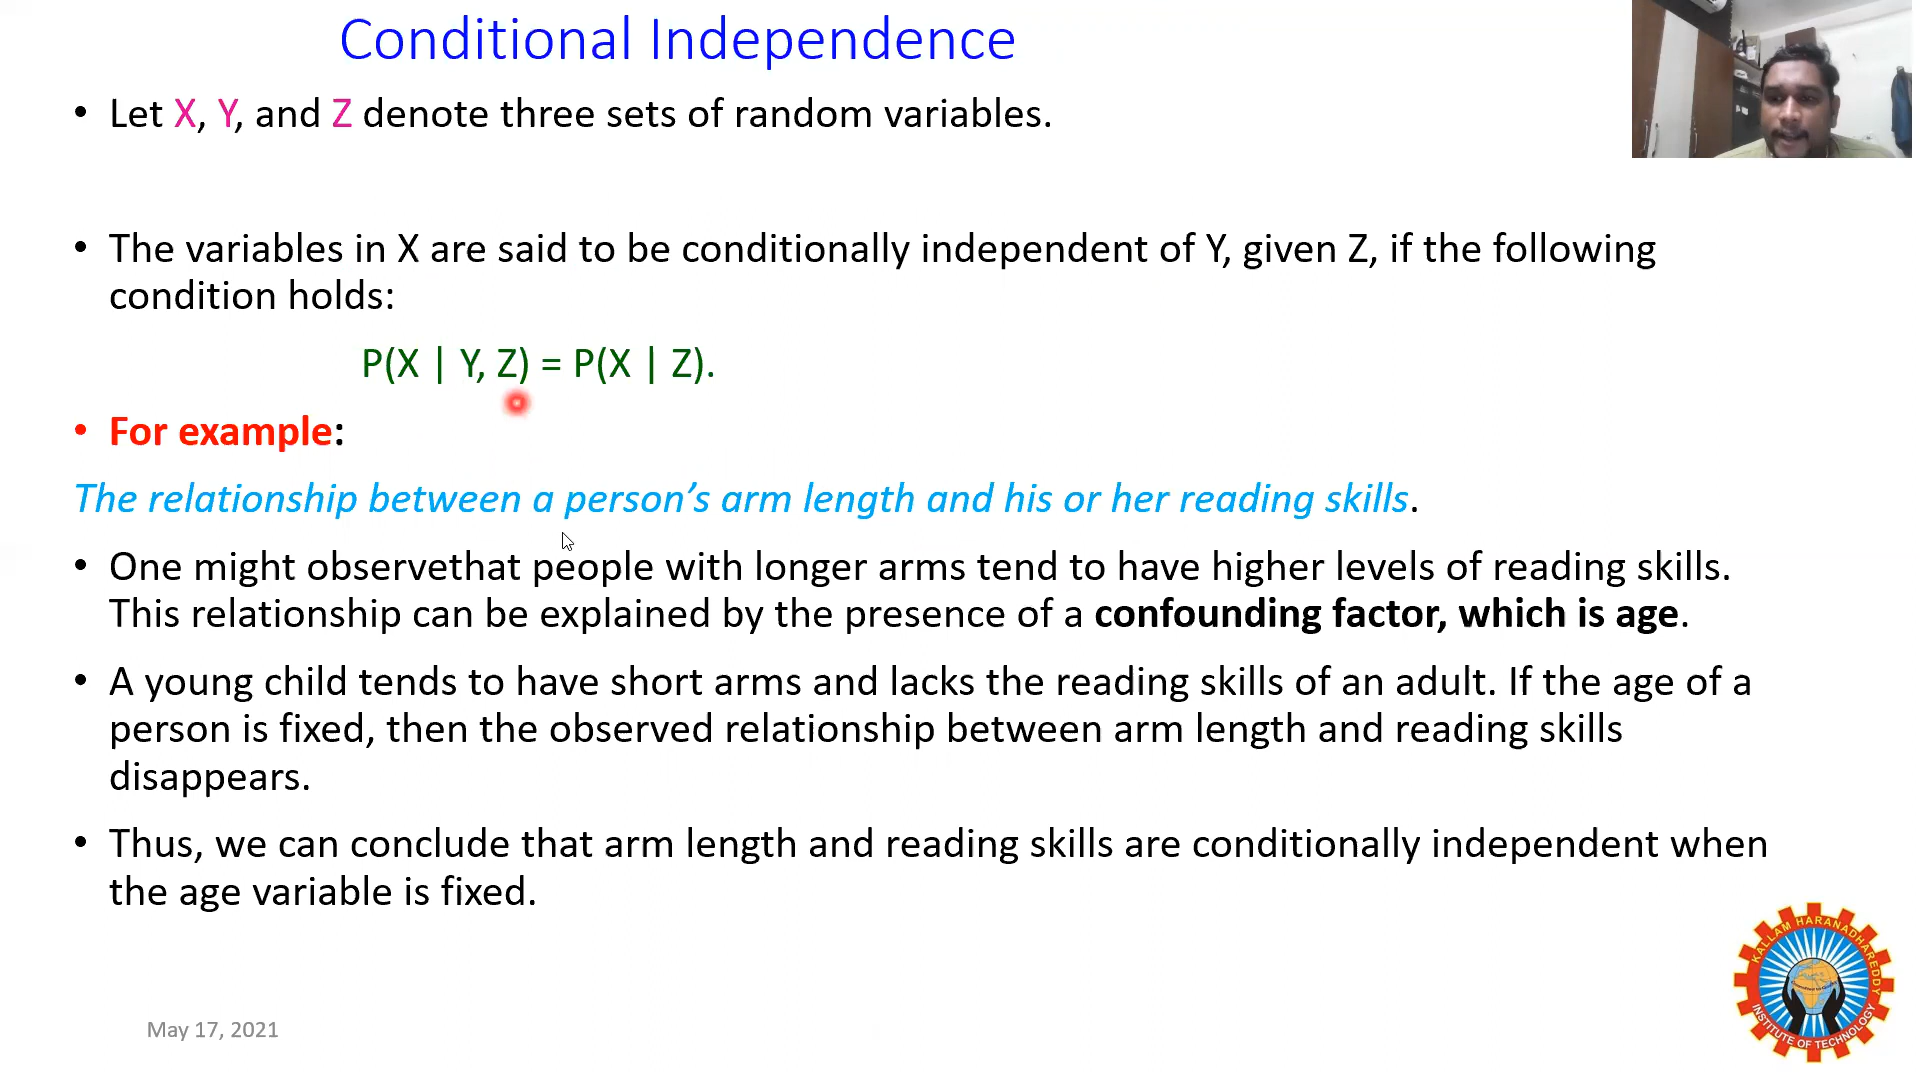 Conditional Independence
• Let X, Y, and Z denote three sets of random variables.
• The variables in X are said to be conditionally independent of Y, given Z, if the following
condition holds:
P(X | Y, Z) = P(X | Z).
• For example:
The relationship between a person’s arm length and his or her reading skills.
• One might observethat people with longer arms tend to have higher levels of reading skills.
This relationship can be explained by the presence of a confounding factor, which is age.
• A young child tends to have short arms and lacks the reading skills of an adult. If the age of a
person is fixed, then the observed relationship between arm length and reading skills
disappears.
• Thus, we can conclude that arm length and reading skills are conditionally independent when
the age variable is fixed.
KALLAM HARANADHAREDDY
INSTITUTE OF TECHNOLOGY
May 17, 2021